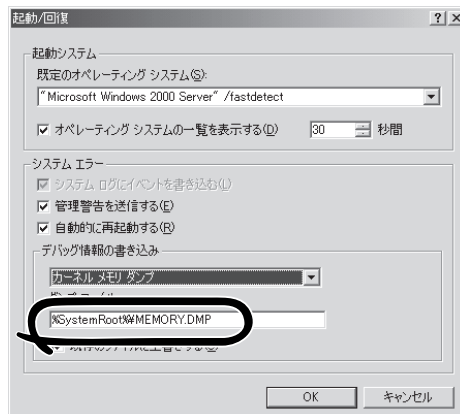 起動/回復
起動システム
既定のオペレーティング システム(S):
"Microsoft Windows 2000 Server" /fastdetect
オペレーティング システムの一覧を表示する(D) 30 秒間
システム エラー
システム ログにイベントを書き込む(L)
管理警告を送信する(E)
自動的に再起動する(R)
デバッグ情報の書き込み
カーネル メモリ ダンプ
%SystemRoot%¥MEMORY.DMP
OK キャンセル